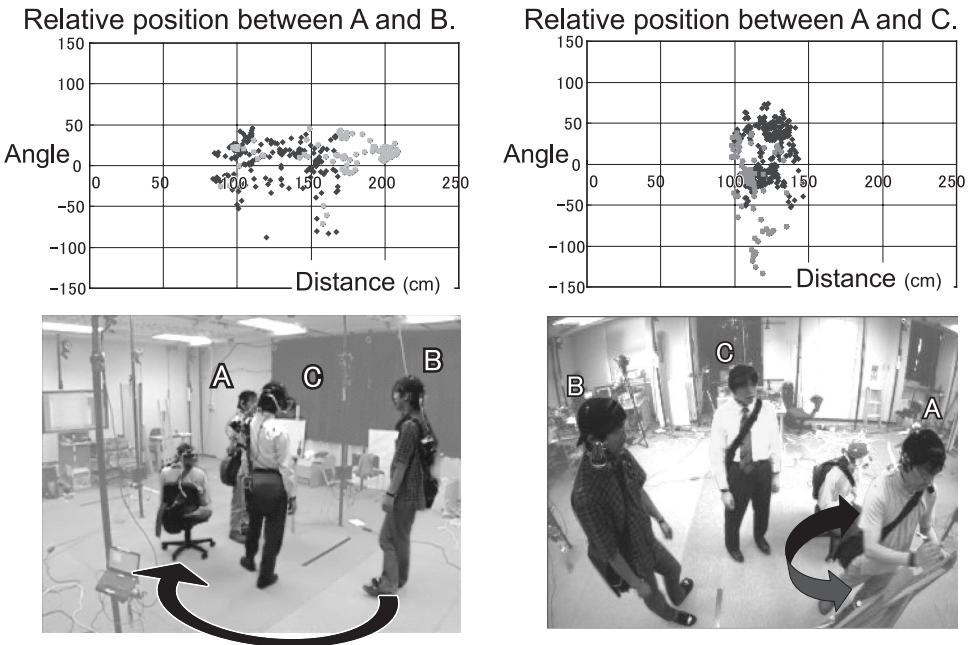 Relative position between A and B.
150
100
50
Angle
0
0 50 100 150 200 250
-50
-100
-150
Distance (cm)
Relative position between A and C.
150
100
50
Angle
0
0 50 100 150 200 250
-50
-100
-150
Distance (cm)
A C B
B C A